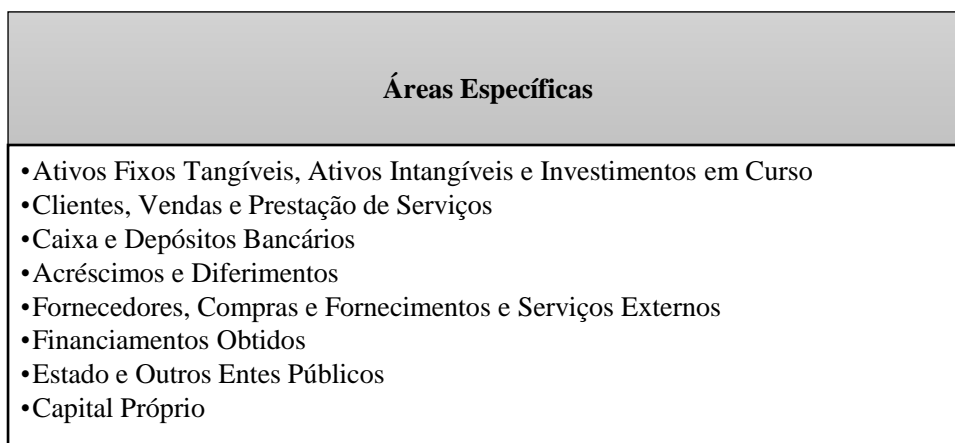 Áreas Específicas
•Ativos Fixos Tangíveis, Ativos Intangíveis e Investimentos em Curso
•Clientes, Vendas e Prestação de Serviços
•Caixa e Depósitos Bancários
•Acréscimos e Diferimentos
•Fornecedores, Compras e Fornecimentos e Serviços Externos
•Financiamentos Obtidos
•Estado e Outros Entes Públicos
•Capital Próprio